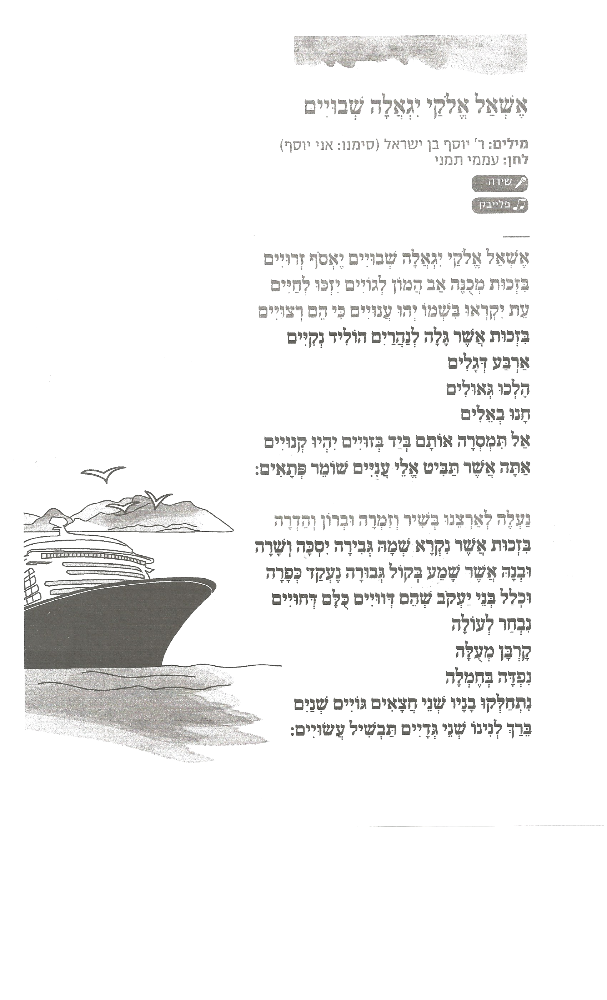 אֶשְׁאַל אֱלֹקַי יִגְאֲלָה שְׁבוּיִים
מילים: ר' יוסף בן ישראל (סימנו: אני יוסף)
לחן: עממי תמני
שירה
פלייבק
אֶשְׁאַל אֱלֹקַי יִגְאֲלָה שְׁבוּיִים יֶאְסֹף זְרוּיִים
בִּזְכוּת מְכֻנֶּה אַב הֲמוֹן לְגוֹיִים יִזְכּוּ לְחַיִּים
עֵת יִקְרְאוּ בִּשְׁמוֹ יְהוּ עֲנוּיִים כִּי הֵם רְצוּיִים
בִּזְכוּת אֲשֶׁר גָּלָה לְנַהֲרַיִם הוֹלִיד נְקִיִּים
אַרְבַּע דְּגָלִים
הָלְכוּ גְּאוּלִים
חָנוּ בְאֵלִים
אַל תִּמְסְרָה אוֹתָם בְּיַד בְּזוּיִים יִהְיוּ קְנוּיִים
אַתָּה אֲשֶׁר תַּבִּיט אֱלֵי עֲנִיִּים שׁוֹמֵר פְּתָאִים:
נַעְלֶה לְאַרְצֵנוּ בְּשִׁיר וְזִמְרָה וּבְרוֹן וְהַדְרָה
בִּזְכוּת אֲשֶׁר נִקְרָא שְׁמָהּ גְּבִירָה יִסְכָּה וְשָׂרָה
וּבְנָהּ אֲשֶׁר שָׁמַע בְּקוֹל גְּבוּרָה נֶעְקַד כְּפָרָה
וּכְלַל בְּנֵי יַעְקֹב שְׁהֵם דְּווּיִים כֻּלָּם דְּחוּיִים
נִבְחַר לְעוֹלָה
קָרְבָּן מְעֻלָּה
נִפְדָּה בְּחֶמְלָה
נִתְחַלְּקוּ בָנָיו שְׁנֵי חֲצָאִים גּוֹיִים שְׁנַיִם
בֵּרַךְ לְנִינוֹ שְׁנֵי גְּדָיִים תַּבְשִׁיל עֲשׂוּיִים: